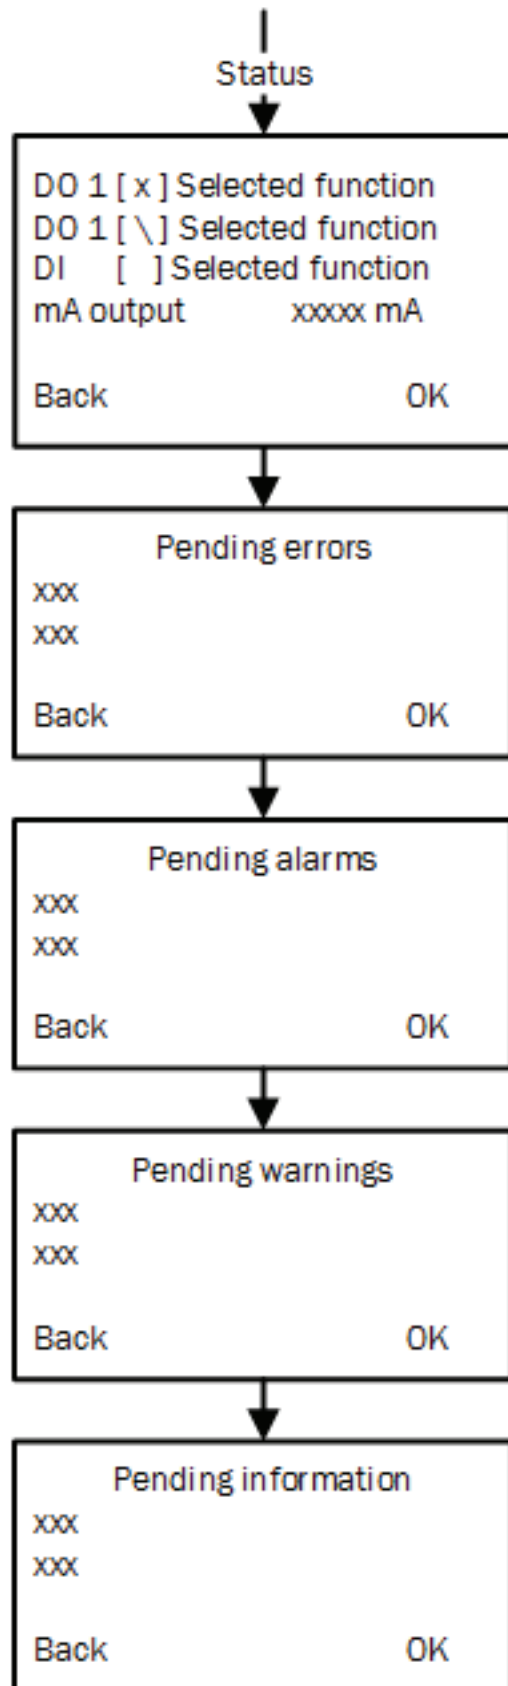 Status
DO 1 [ x ] Selected function
DO 1 [ \ ] Selected function
DI [ ] Selected function
mA output xxxxx mA
Back OK
Pending errors
xxx
xxx
Back OK
Pending alarms
xxx
xxx
Back OK
Pending warnings
xxx
xxx
Back OK
Pending information
xxx
xxx
Back OK